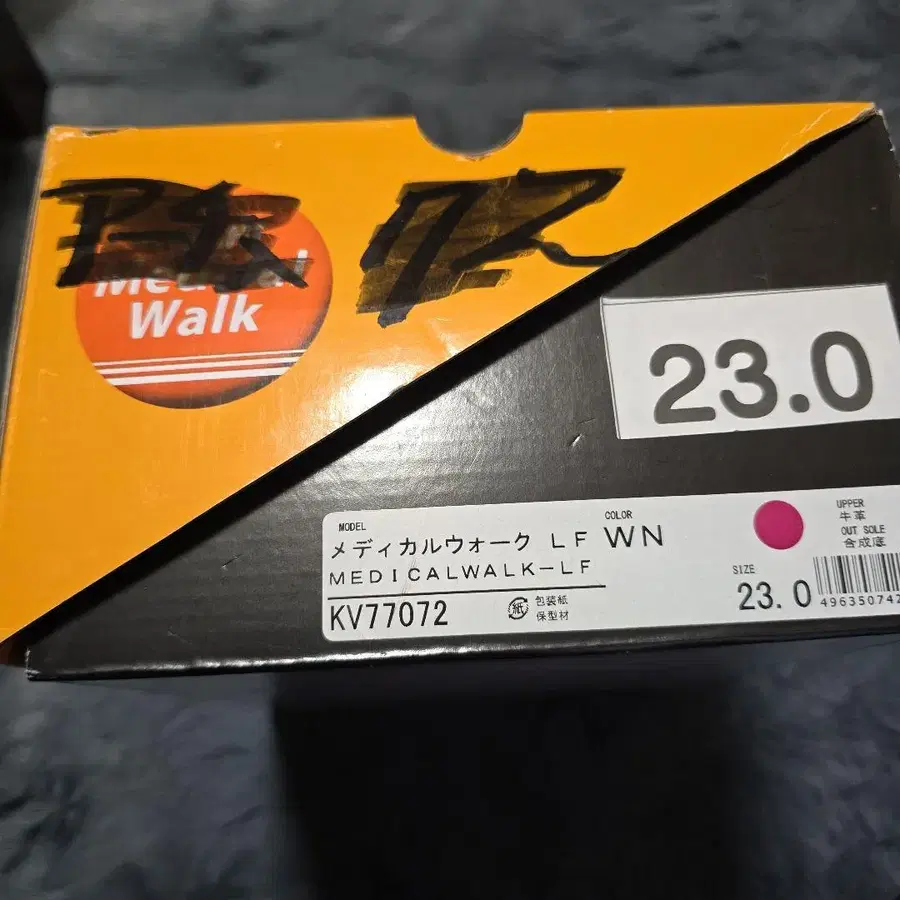 Walk
23.0
MODEL
メディカルウォーク LF
MEDICALWALK-LF
KV77072
紙
包装紙
保型材
COLOR
WN
SIZE
23.0
UPPER
牛革
OUT SOLE
合成底